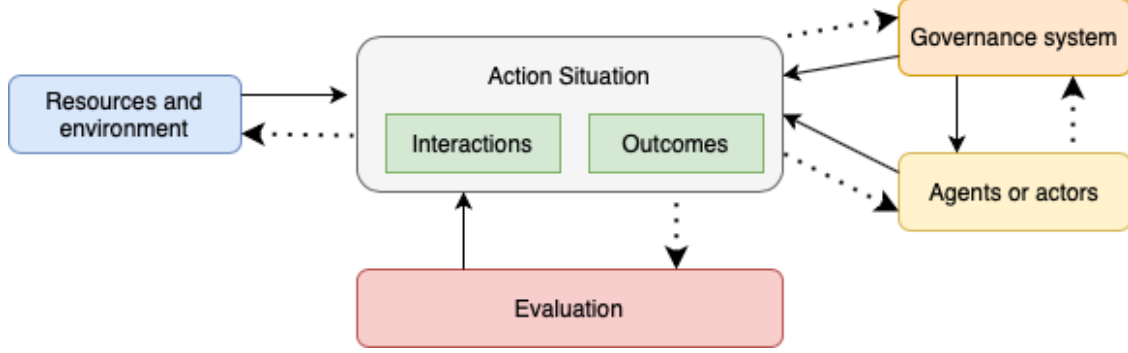 Governance system
Action Situation
Resources and
environment
Interactions
Outcomes
Agents or actors
Evaluation